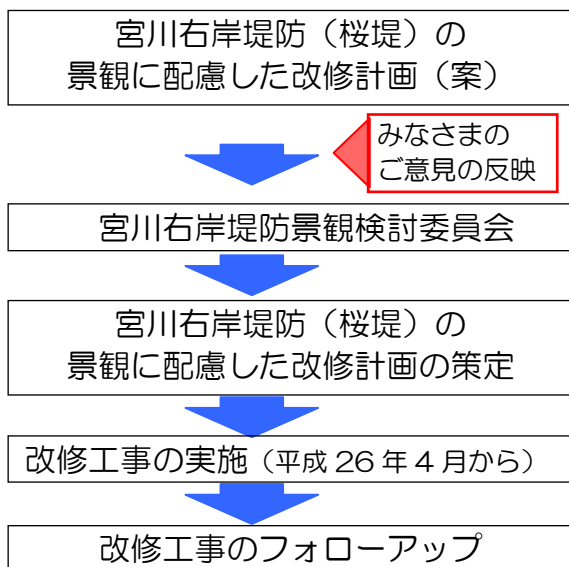 宮川右岸堤防（桜堤）の
景観に配慮した改修計画（案）
みなさまの
ご意見の反映
宮川右岸堤防景観検討委員会
宮川右岸堤防（桜堤）の
景観に配慮した改修計画の策定
改修工事の実施（平成 26 年 4 月から）
改修工事のフォローアップ